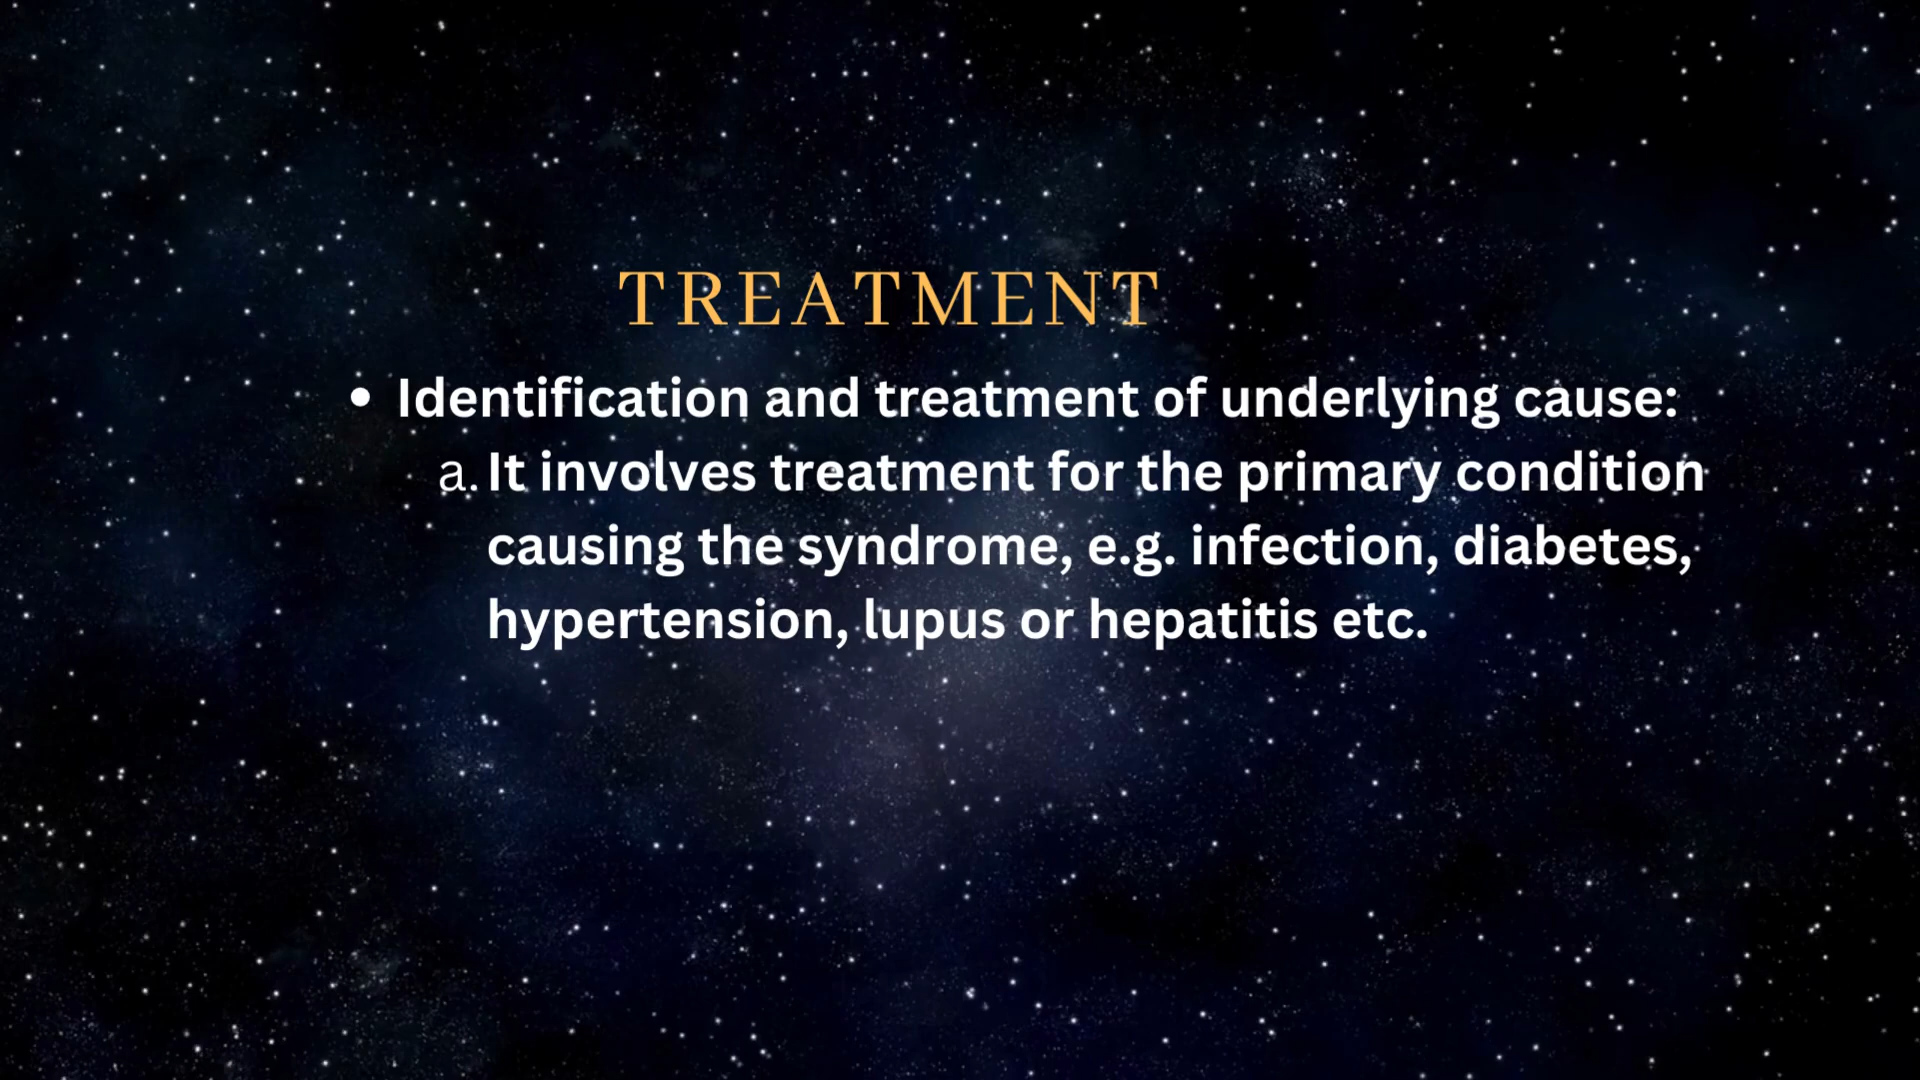 TREATMENT
• Identification and treatment of underlying cause:
a. It involves treatment for the primary condition
causing the syndrome, e.g. infection, diabetes,
hypertension, lupus or hepatitis etc.